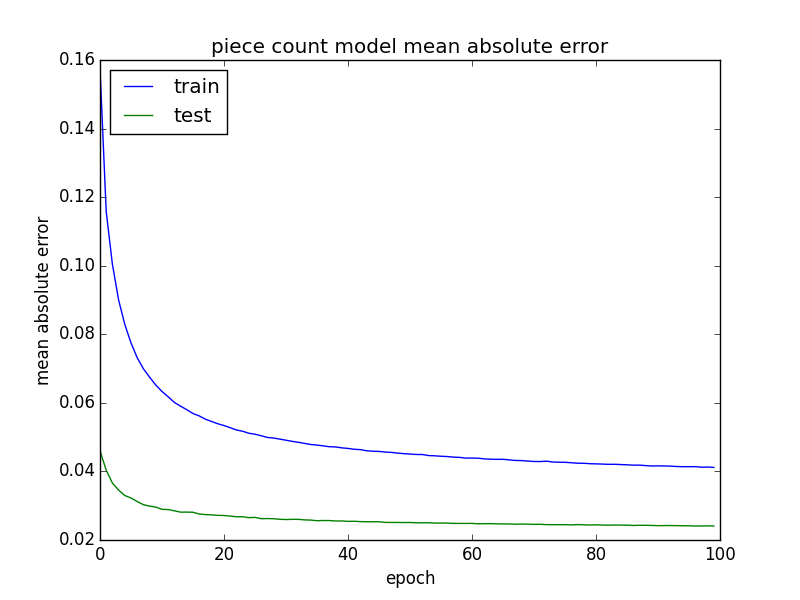 piece count model mean absolute error
train
test
mean absolute error
0.16
0.14
0.12
0.10
0.08
0.06
0.04
0.02
0 20 40 60 80 100
epoch